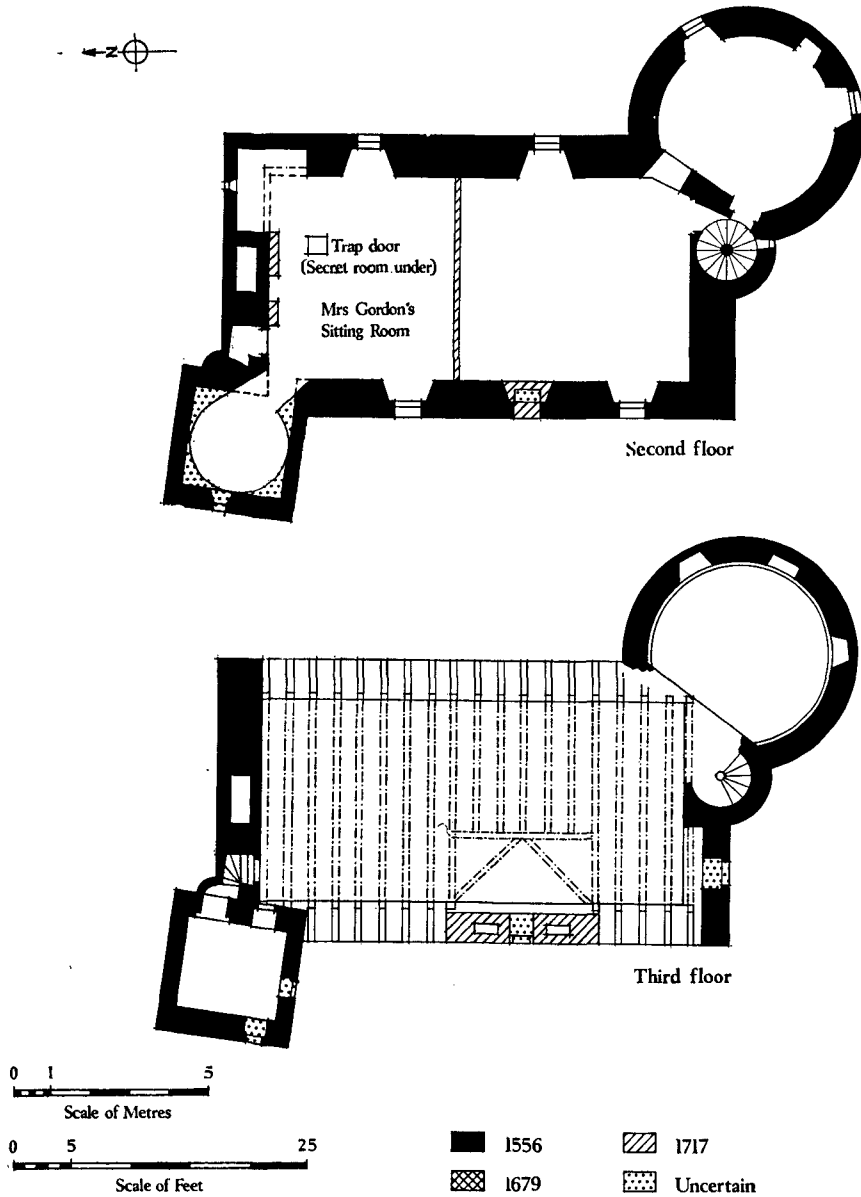 N
Trap door
(Secret room under)
Mrs Gordon's
Sitting Room
Second floor
Third floor
0 1 5
Scale of Metres
0 5 25
Scale of Feet
1556 1717
1679 Uncertain